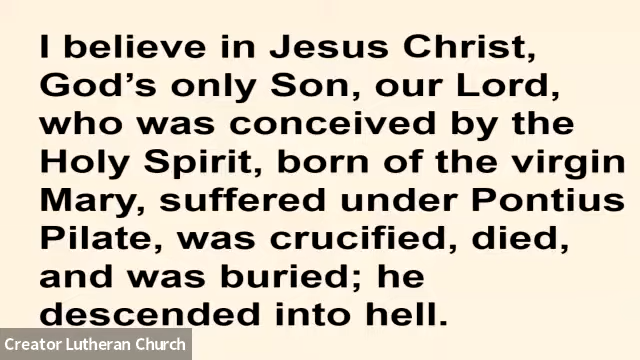 I believe in Jesus Christ,
God’s only Son, our Lord,
who was conceived by the
Holy Spirit, born of the virgin
Mary, suffered under Pontius
Pilate, was crucified, died,
and was buried; he
descended into hell.
Creator Lutheran Church